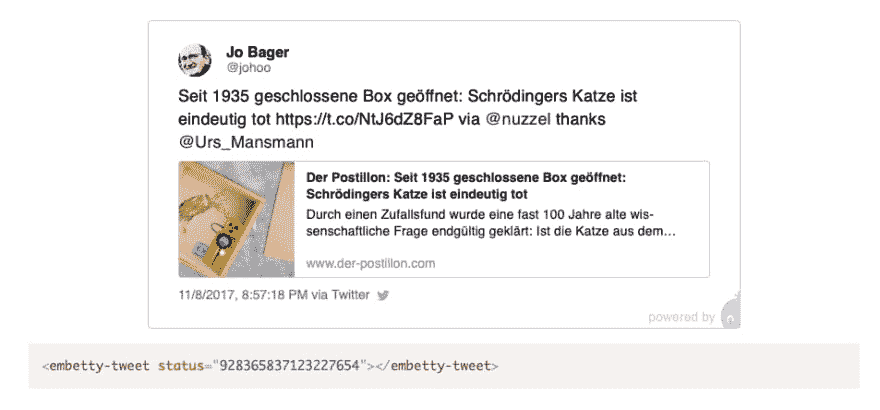 Jo Bager
@johoo
Seit 1935 geschlossene Box geöffnet: Schrödingers Katze ist
eindeutig tot https://t.co/NtJ6dZ8FaP via @nuzzel thanks
@Urs_Mansmann
Der Postillon: Seit 1935 geschlossene Box geöffnet:
Schrödingers Katze ist eindeutig tot
Durch einen Zufallsfund wurde eine fast 100 Jahre alte wis-
senschaftliche Frage endgültig geklärt: Ist die Katze aus dem…
www.der-postillon.com
11/8/2017, 8:57:18 PM via Twitter
powered by
<embetty-tweet status="928365837123227654"></embetty-tweet>